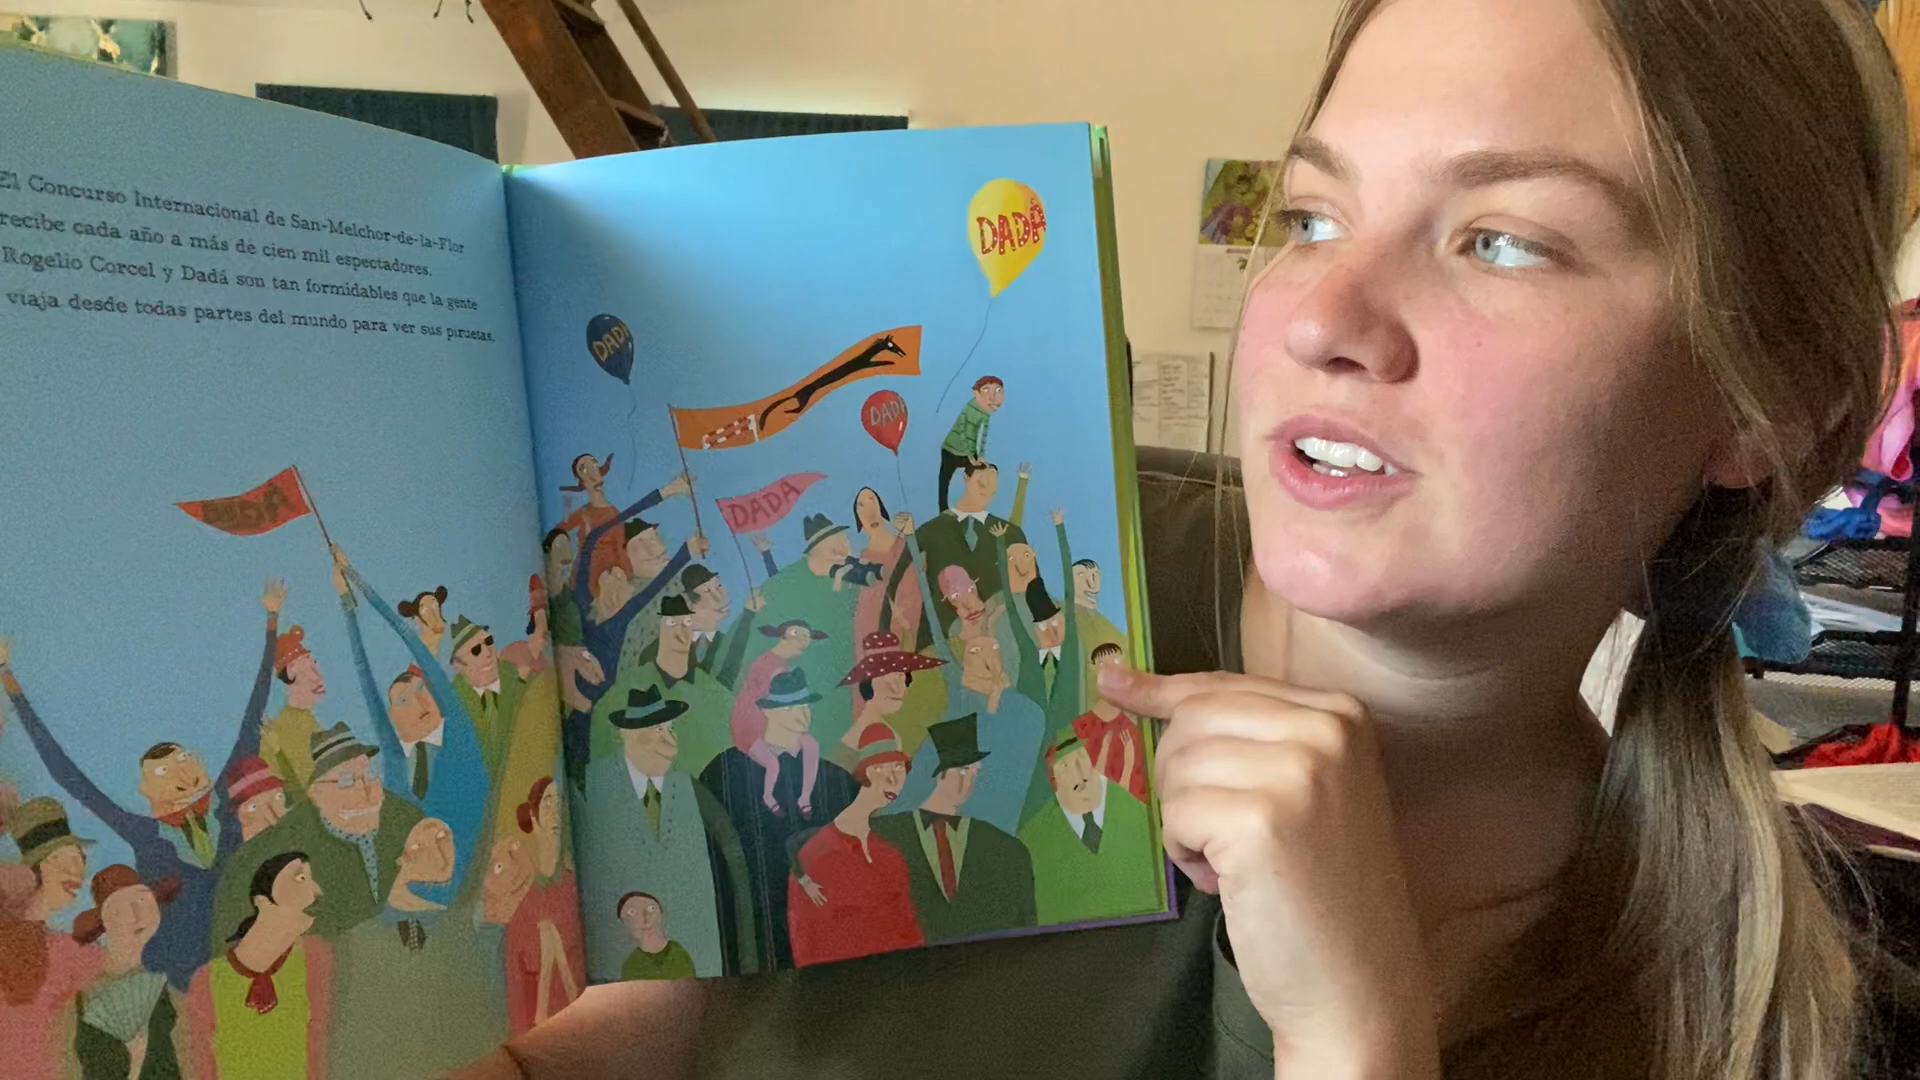 El Concurso Internacional de San-Melchor-de-la-Flor
recibe cada año a más de cien mil espectadores.
Rogelio Corcel y Dadá son tan formidables que la gente
viaja desde todas partes del mundo para ver sus piruetas.
DADÁ
DADÁ
DADÁ
DADA
DADA